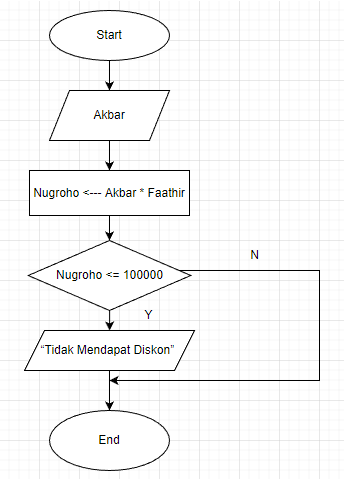 Start
Akbar
Nugroho <--- Akbar * Faathir
Nugroho <= 100000
N
Y
“Tidak Mendapat Diskon”
End